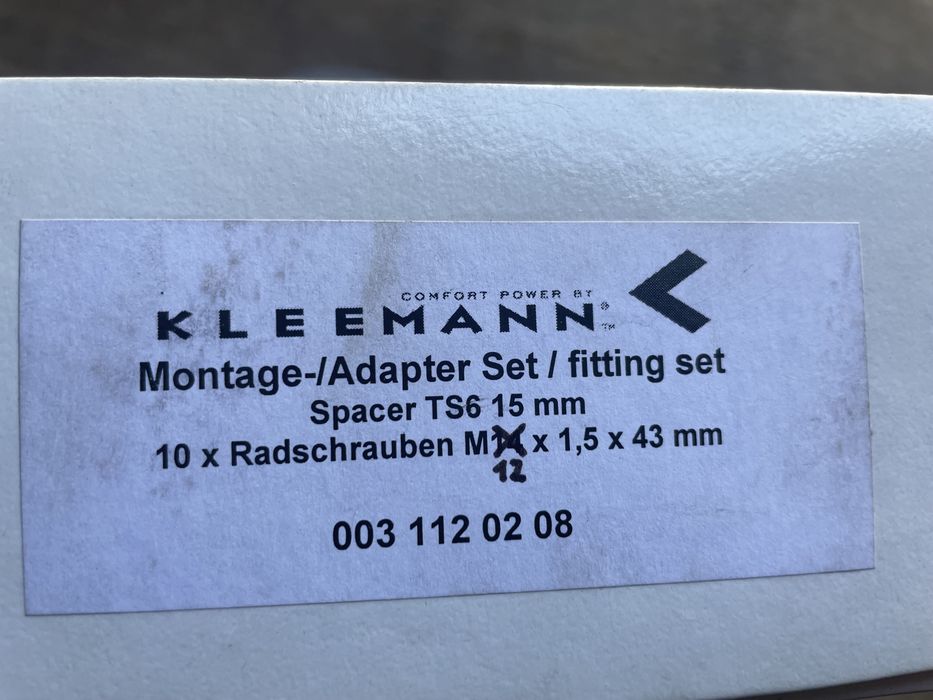 COMFORT POWER BY
KLEEMANN® ™
Montage-/Adapter Set / fitting set
Spacer TS6 15 mm
10 x Radschrauben M14 x 1,5 x 43 mm
12
003 112 02 08